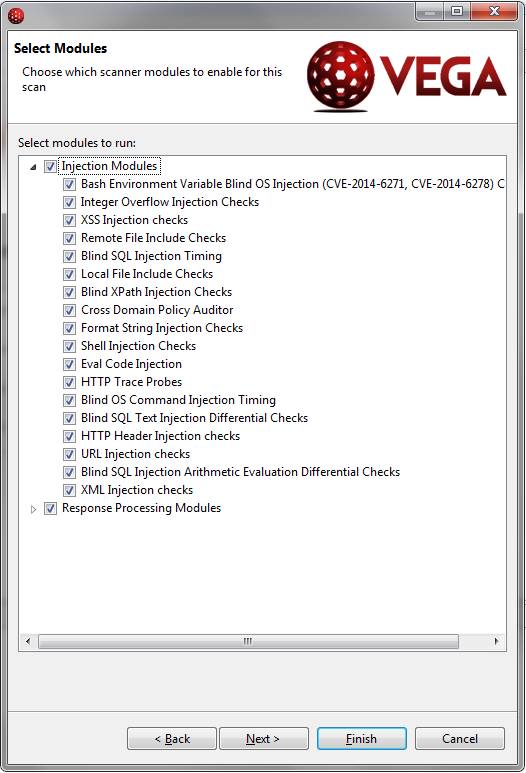 Select Modules
Choose which scanner modules to enable for this
scan
VEGA
Select modules to run:
Injection Modules
Bash Environment Variable Blind OS Injection (CVE-2014-6271, CVE-2014-6278) C
Integer Overflow Injection Checks
XSS Injection checks
Remote File Include Checks
Blind SQL Injection Timing
Local File Include Checks
Blind XPath Injection Checks
Cross Domain Policy Auditor
Format String Injection Checks
Shell Injection Checks
Eval Code Injection
HTTP Trace Probes
Blind OS Command Injection Timing
Blind SQL Text Injection Differential Checks
HTTP Header Injection checks
URL Injection checks
Blind SQL Injection Arithmetic Evaluation Differential Checks
XML Injection checks
Response Processing Modules
< Back
Next >
Finish
Cancel